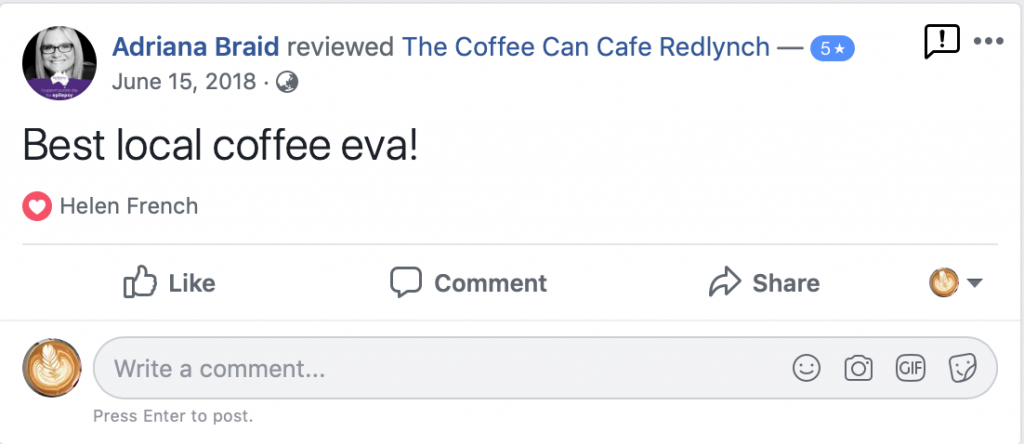 Adriana Braid reviewed The Coffee Can Cafe Redlynch — 5★
June 15, 2018 ·
Best local coffee eva!
Helen French
Like Comment Share
Write a comment... GIF
Press Enter to post.